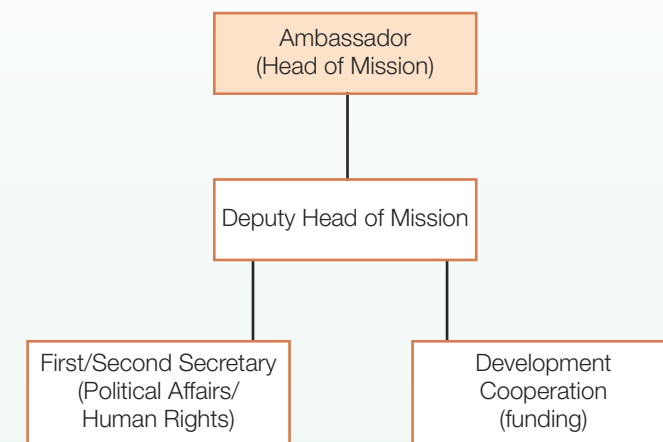 Ambassador
(Head of Mission)
Deputy Head of Mission
First/Second Secretary
(Political Affairs/
Human Rights)
Development
Cooperation
(funding)